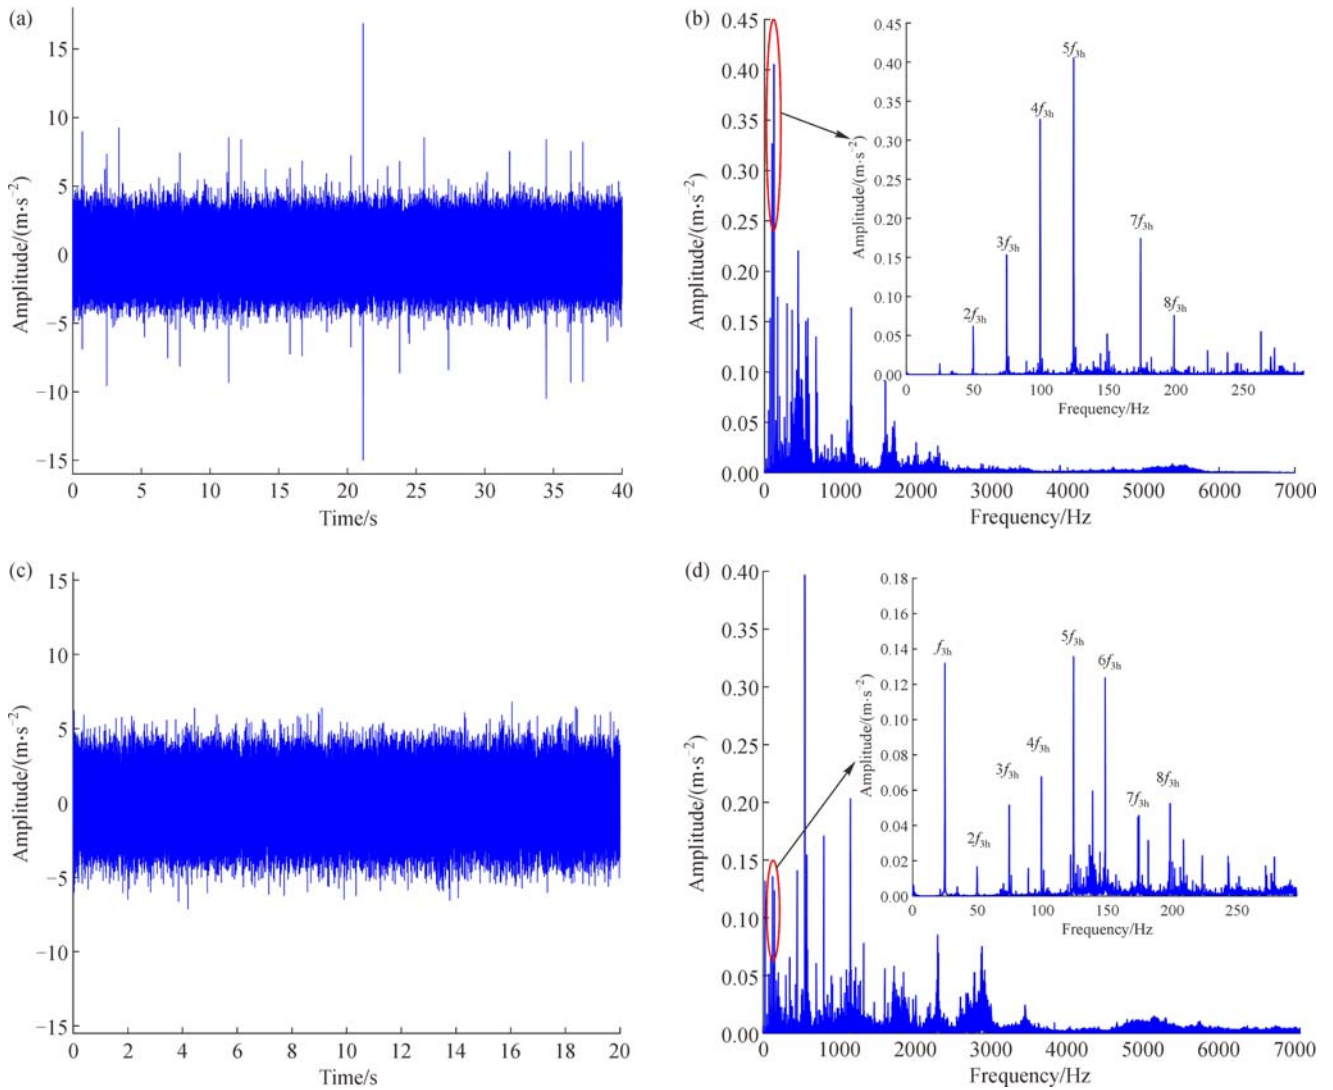 (a)
15
10
5
0
−5
−10
−15
Amplitude/(m·s⁻²)
0 5 10 15 20 25 30 35 40
Time/s
(b)
0.45
0.40
0.35
0.30
0.25
0.20
0.15
0.10
0.05
0.00
Amplitude/(m·s⁻²)
0 1000 2000 3000 4000 5000 6000 7000
Frequency/Hz
0.45
0.40
0.35
0.30
0.25
0.20
0.15
0.10
0.05
0.00
Amplitude/(m·s⁻²)
2f3h
3f3h
4f3h
5f3h
7f3h
8f3h
0 50 100 150 200 250
Frequency/Hz
(c)
15
10
5
0
−5
−10
−15
Amplitude/(m·s⁻²)
0 2 4 6 8 10 12 14 16 18 20
Time/s
(d)
0.40
0.35
0.30
0.25
0.20
0.15
0.10
0.05
0.00
Amplitude/(m·s⁻²)
0 1000 2000 3000 4000 5000 6000 7000
Frequency/Hz
0.18
0.16
0.14
0.12
0.10
0.08
0.06
0.04
0.02
0.00
Amplitude/(m·s⁻²)
f3h
2f3h
3f3h
4f3h
5f3h
6f3h
7f3h
8f3h
0 50 100 150 200 250
Frequency/Hz